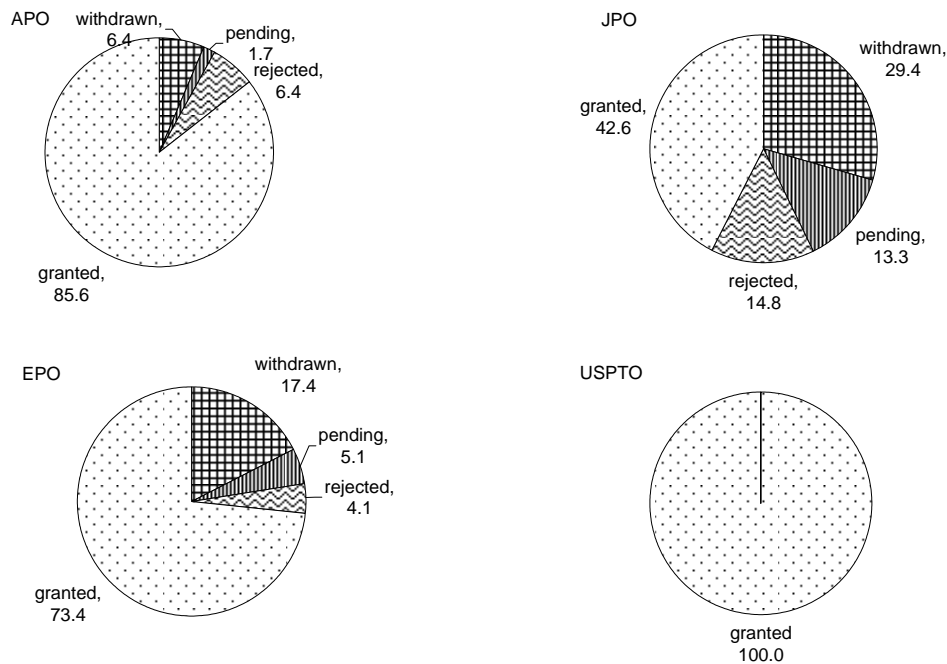 APO
withdrawn,
6.4
pending,
1.7
rejected,
6.4
granted,
85.6
JPO
withdrawn,
29.4
granted,
42.6
pending,
13.3
rejected,
14.8
EPO
withdrawn,
17.4
pending,
5.1
rejected,
4.1
granted,
73.4
USPTO
granted
100.0